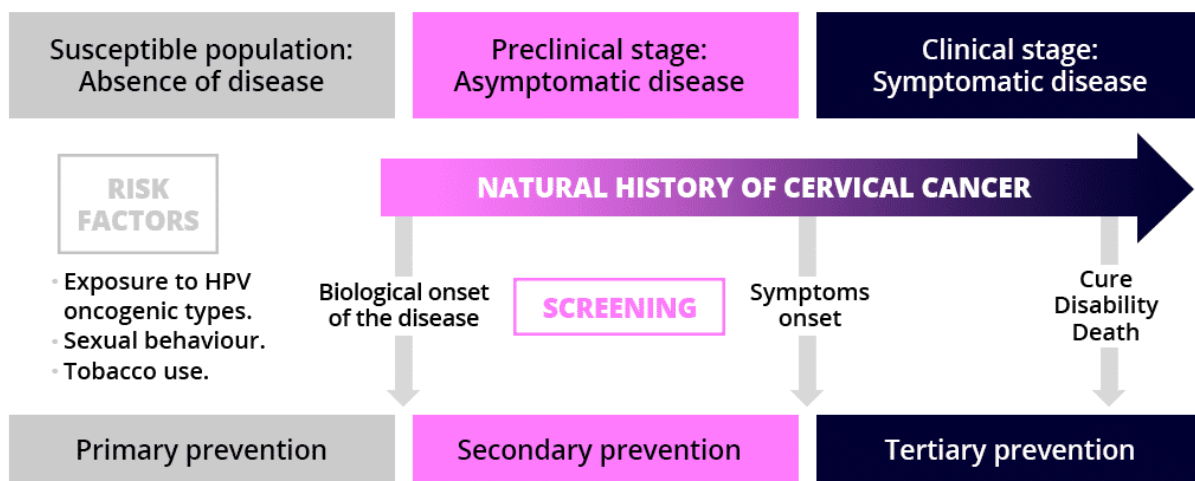 Susceptible population:
Absence of disease
Preclinical stage:
Asymptomatic disease
Clinical stage:
Symptomatic disease
NATURAL HISTORY OF CERVICAL CANCER
RISK
FACTORS
· Exposure to HPV
oncogenic types.
· Sexual behaviour.
· Tobacco use.
Biological onset
of the disease
SCREENING
Symptoms
onset
Cure
Disability
Death
Primary prevention
Secondary prevention
Tertiary prevention